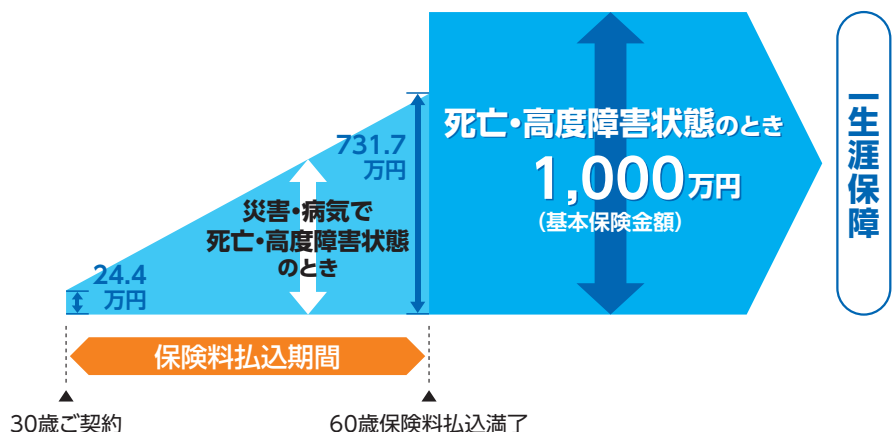 24.4
万円
731.7
万円
災害・病気で
死亡・高度障害状態
のとき
死亡・高度障害状態のとき
1,000万円
(基本保険金額)
一生涯保障
保険料払込期間
30歳ご契約
60歳保険料払込満了